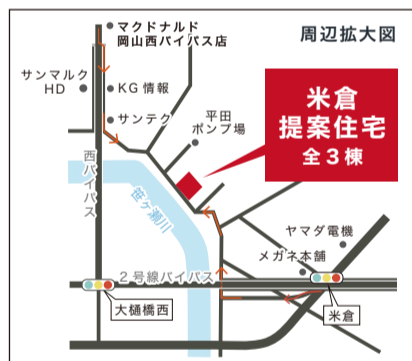 マクドナルド
岡山西バイパス店
周辺拡大図
サンマルク
HD
KG情報
サンテク
平田
ポンプ場
米倉
提案住宅
全3棟
西バイパス
笹ヶ瀬川
ヤマダ電機
メガネ本舗
2号線バイパス
大樋橋西
米倉